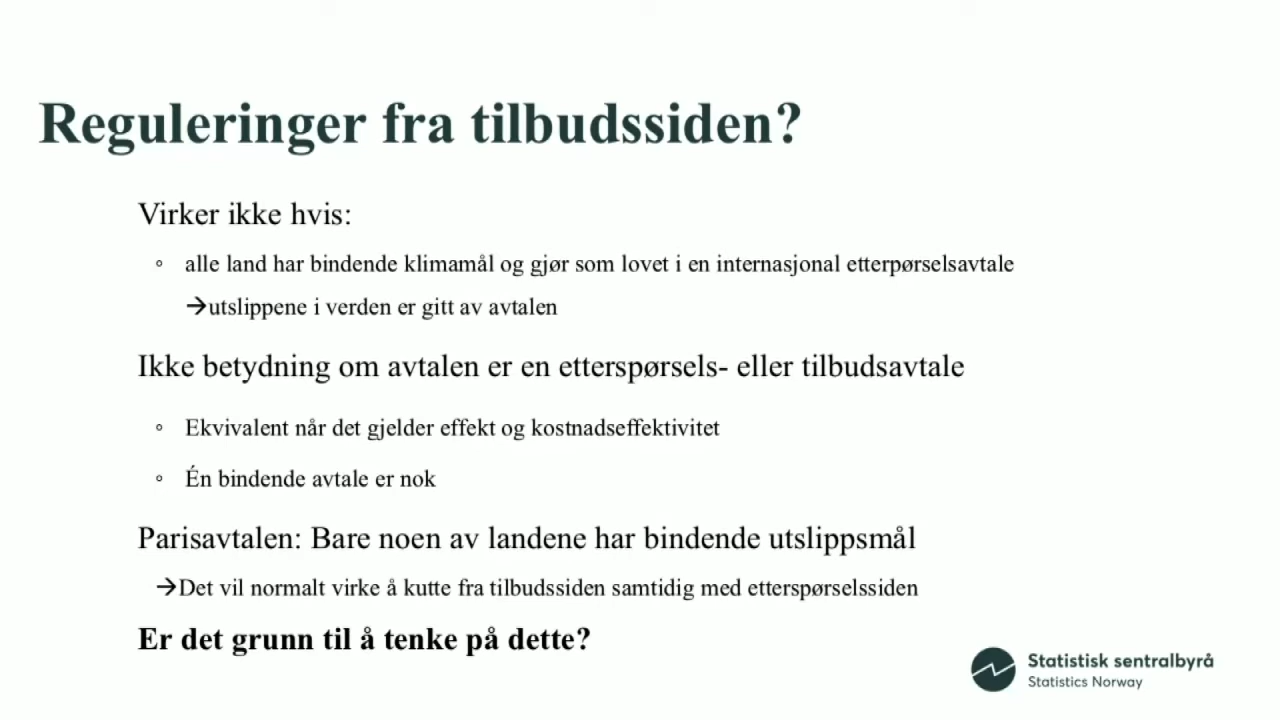 Reguleringer fra tilbudssiden?
Virker ikke hvis:
◦ alle land har bindende klimamål og gjør som lovet i en internasjonal etterpørselsavtale
→utslippene i verden er gitt av avtalen
Ikke betydning om avtalen er en etterspørsels- eller tilbudsavtale
◦ Ekvivalent når det gjelder effekt og kostnadseffektivitet
◦ Én bindende avtale er nok
Parisavtalen: Bare noen av landene har bindende utslippsmål
→Det vil normalt virke å kutte fra tilbudssiden samtidig med etterspørselssiden
Er det grunn til å tenke på dette?
Statistisk sentralbyrå
Statistics Norway